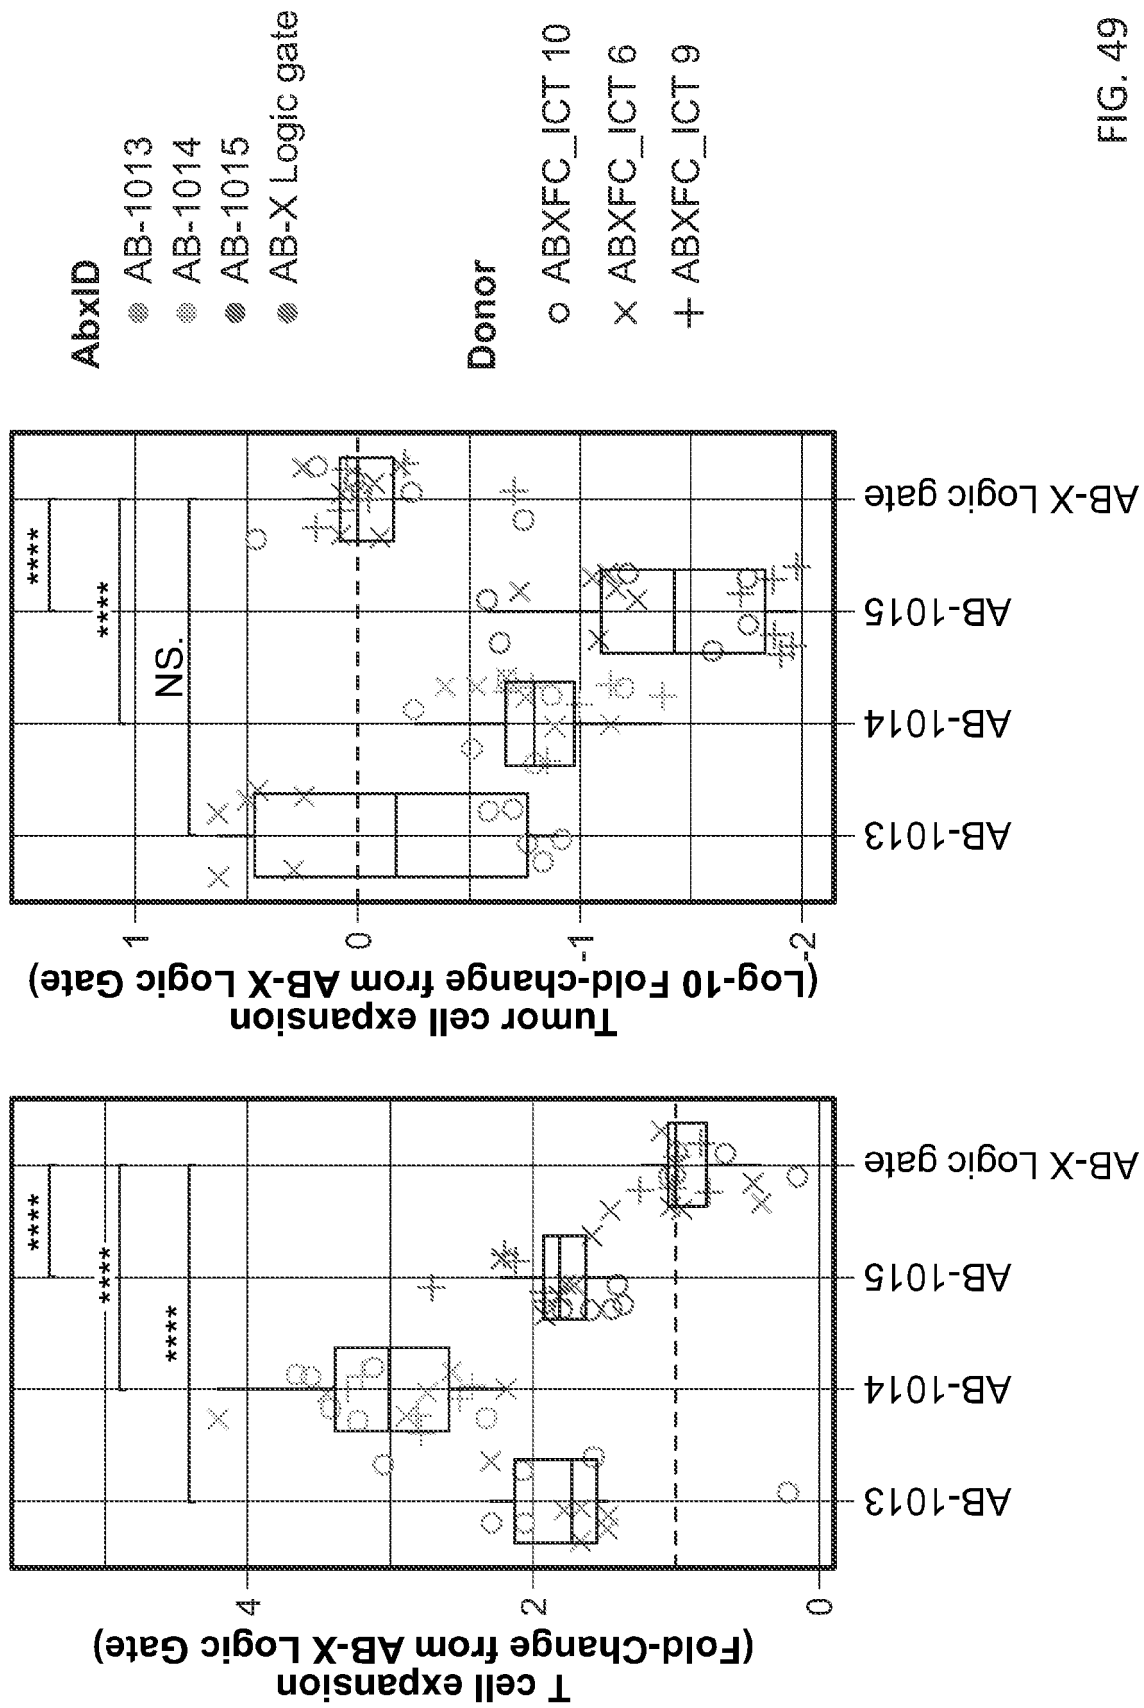 T cell expansion
(Fold-Change from AB-X Logic Gate)
4
2
0
****
****
****
AB-1013
AB-1014
AB-1015
AB-X Logic gate
Tumor cell expansion
(Log-10 Fold-change from AB-X Logic Gate)
1
0
-1
-2
****
****
NS.
AB-1013
AB-1014
AB-1015
AB-X Logic gate
AbxID
AB-1013
AB-1014
AB-1015
AB-X Logic gate
Donor
ABXFC_ICT 10
ABXFC_ICT 6
ABXFC_ICT 9
FIG. 49